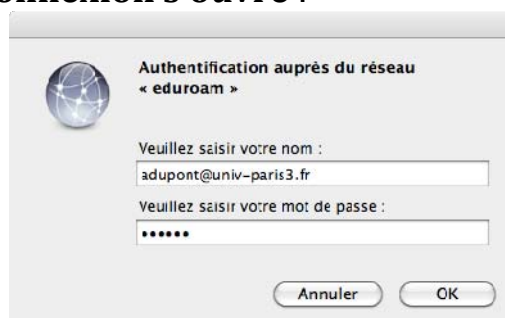 Authentification auprès du réseau
« eduroam »
Veuillez saisir votre nom :
adupont@univ-paris3.fr
Veuillez saisir votre mot de passe :
••••••
Annuler
OK